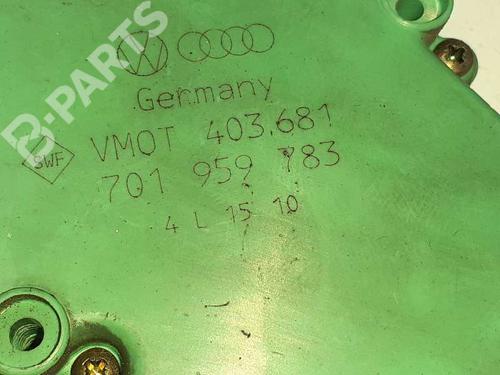 B-PARTS
Germany
SWF
VMOT 403.681
701 959 783
4 L 15 10